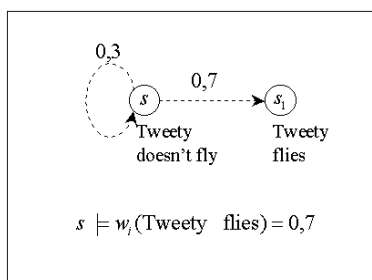 0,3
0,7
s s₁
Tweety doesn't fly
Tweety flies
s ⊨ wᵢ(Tweety flies) = 0,7